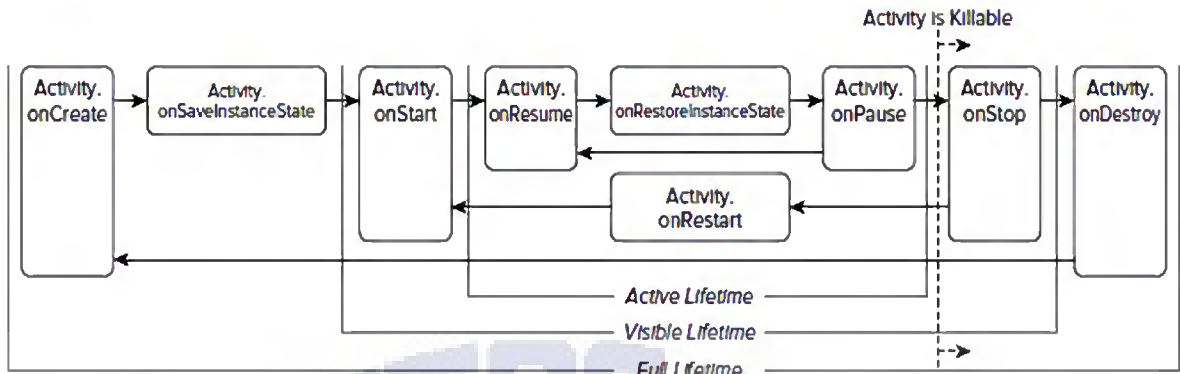 Activity is Killable
Activity.
onCreate
Activity.
onSaveInstanceState
Activity.
onStart
Activity.
onResume
Activity.
onRestoreInstanceState
Activity.
onPause
Activity.
onStop
Activity.
onDestroy
Activity.
onRestart
Active Lifetime
Visible Lifetime
Full Lifetime